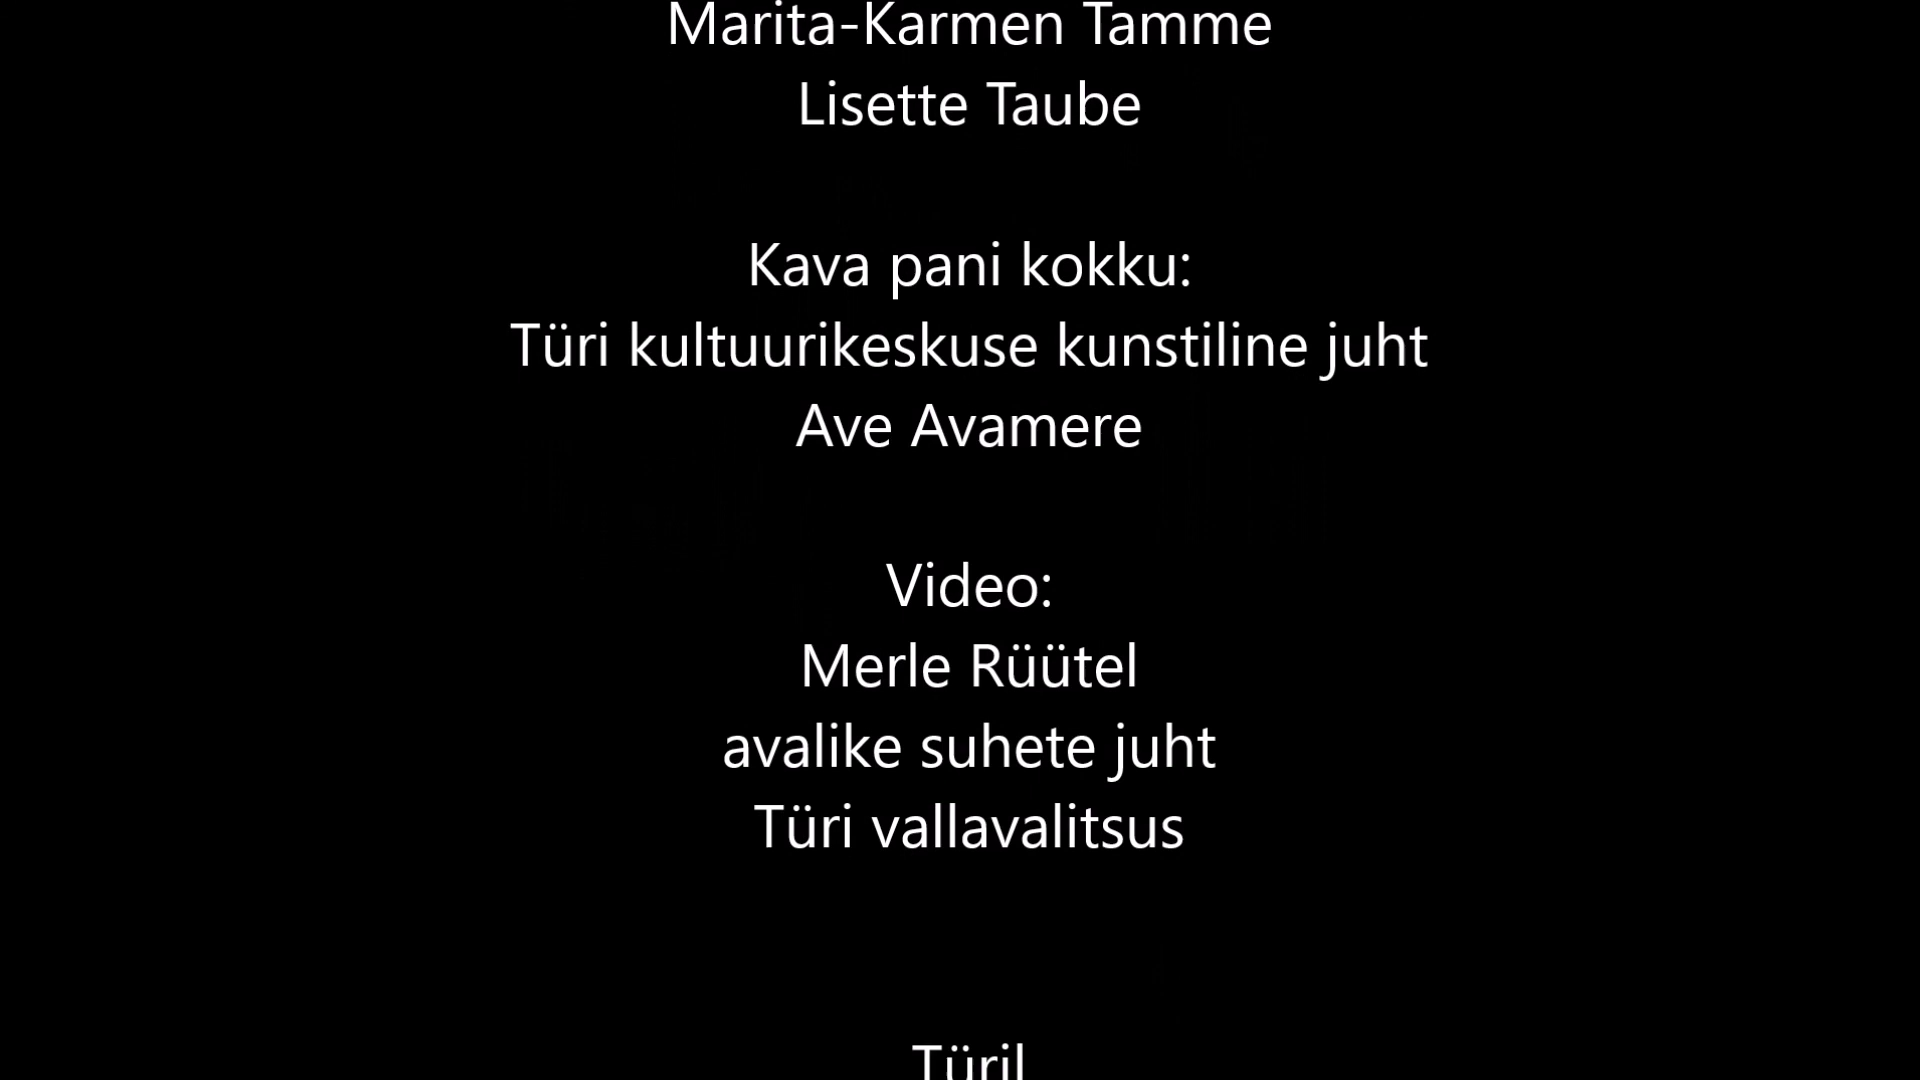 Marita-Karmen Tamme
Lisette Taube
Kava pani kokku:
Türi kultuurikeskuse kunstiline juht
Ave Avamere
Video:
Merle Rüütel
avalike suhete juht
Türi vallavalitsus
Türil